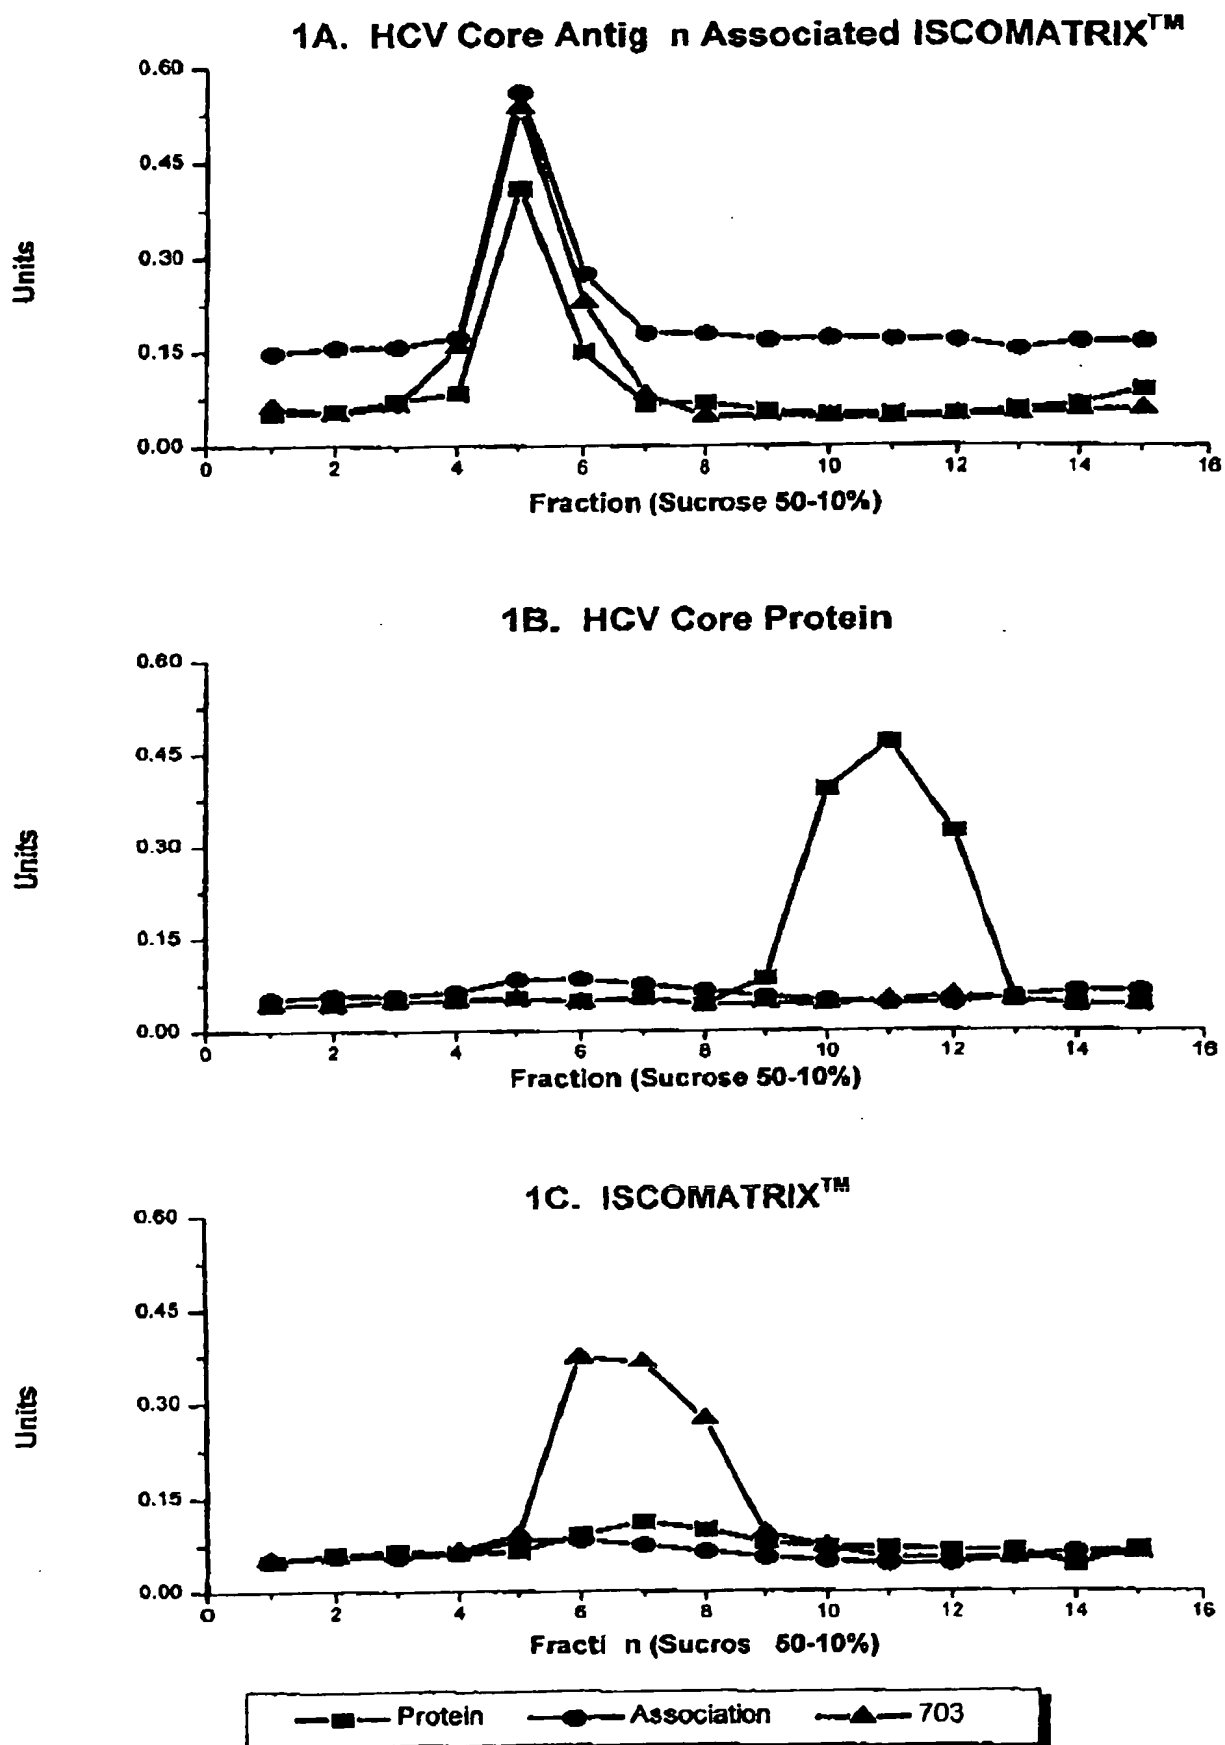 1A. HCV Core Antig n Associated ISCOMATRIX™
0.60
0.45
0.30
0.15
0.00
Units
0 2 4 6 8 10 12 14 16
Fraction (Sucrose 50-10%)
1B. HCV Core Protein
0.60
0.45
0.30
0.15
0.00
Units
0 2 4 6 8 10 12 14 16
Fraction (Sucrose 50-10%)
1C. ISCOMATRIX™
0.60
0.45
0.30
0.15
0.00
Units
0 2 4 6 8 10 12 14 16
Fracti n (Sucros 50-10%)
Protein Association 703